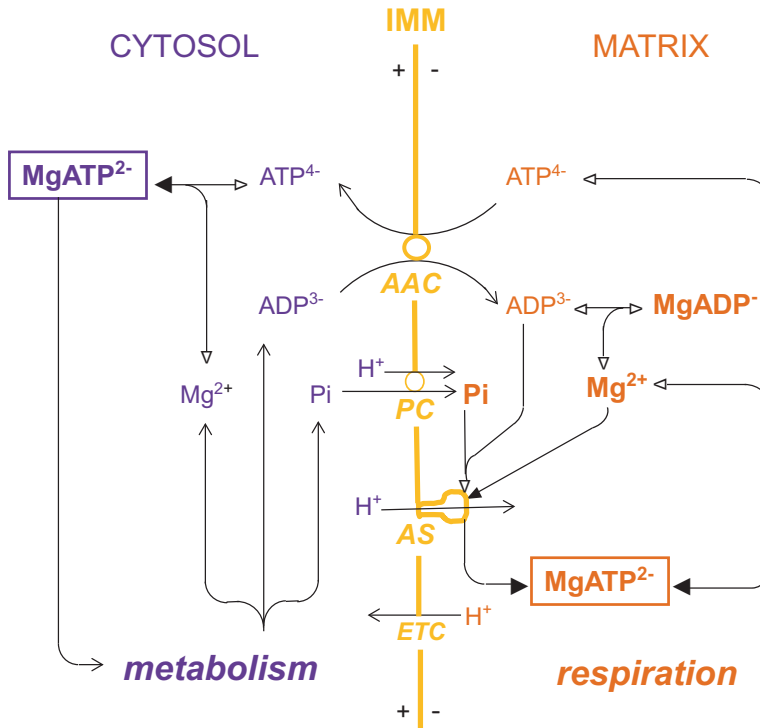 IMM
CYTOSOL
MATRIX
+ -
MgATP²⁻
ATP⁴⁻
ATP⁴⁻
AAC
ADP³⁻
ADP³⁻
MgADP⁻
H⁺
Mg²⁺
Pi
PC
Pi
Mg²⁺
H⁺
AS
MgATP²⁻
ETC
H⁺
metabolism
respiration
+ -